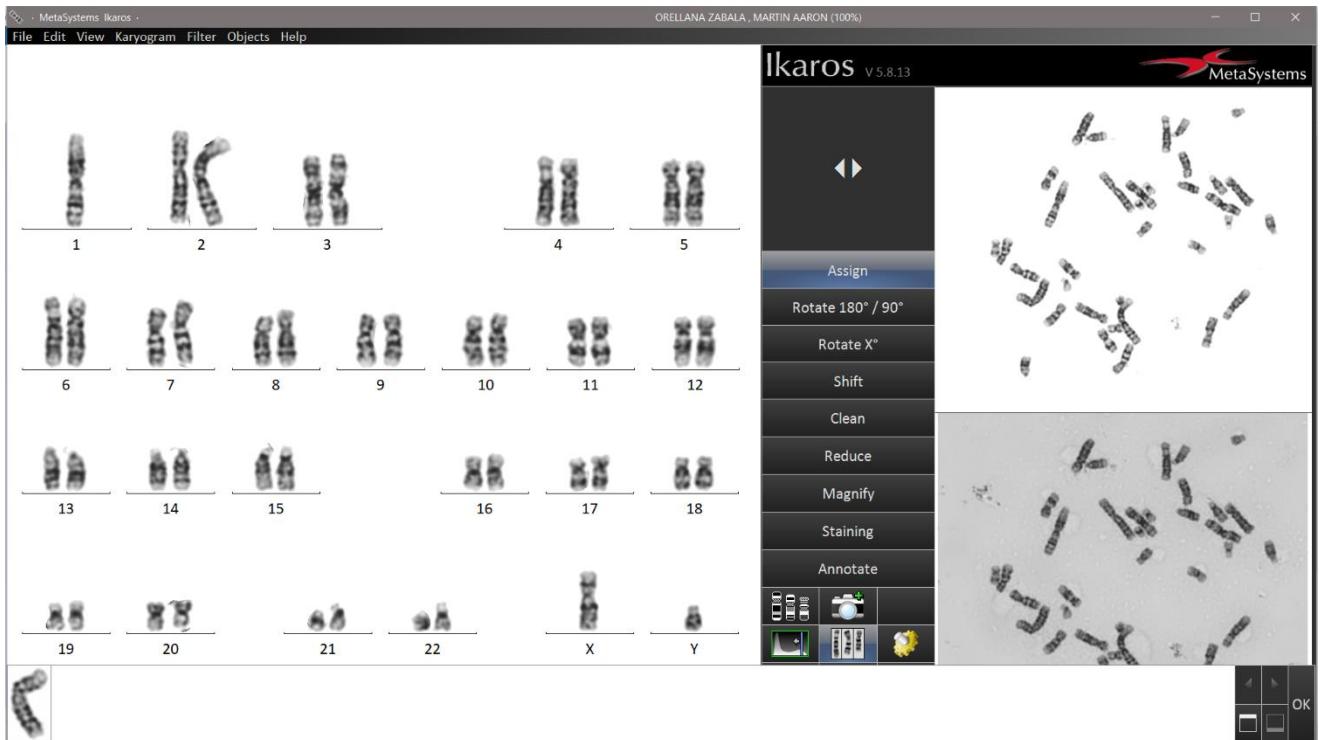 · MetaSystems Ikaros · ORELLANA ZABALA , MARTIN AARON (100%)
File Edit View Karyogram Filter Objects Help
Ikaros V 5.8.13 MetaSystems
1 2 3 4 5
6 7 8 9 10 11 12
13 14 15 16 17 18
19 20 21 22 X Y
Assign
Rotate 180° / 90°
Rotate X°
Shift
Clean
Reduce
Magnify
Staining
Annotate
OK